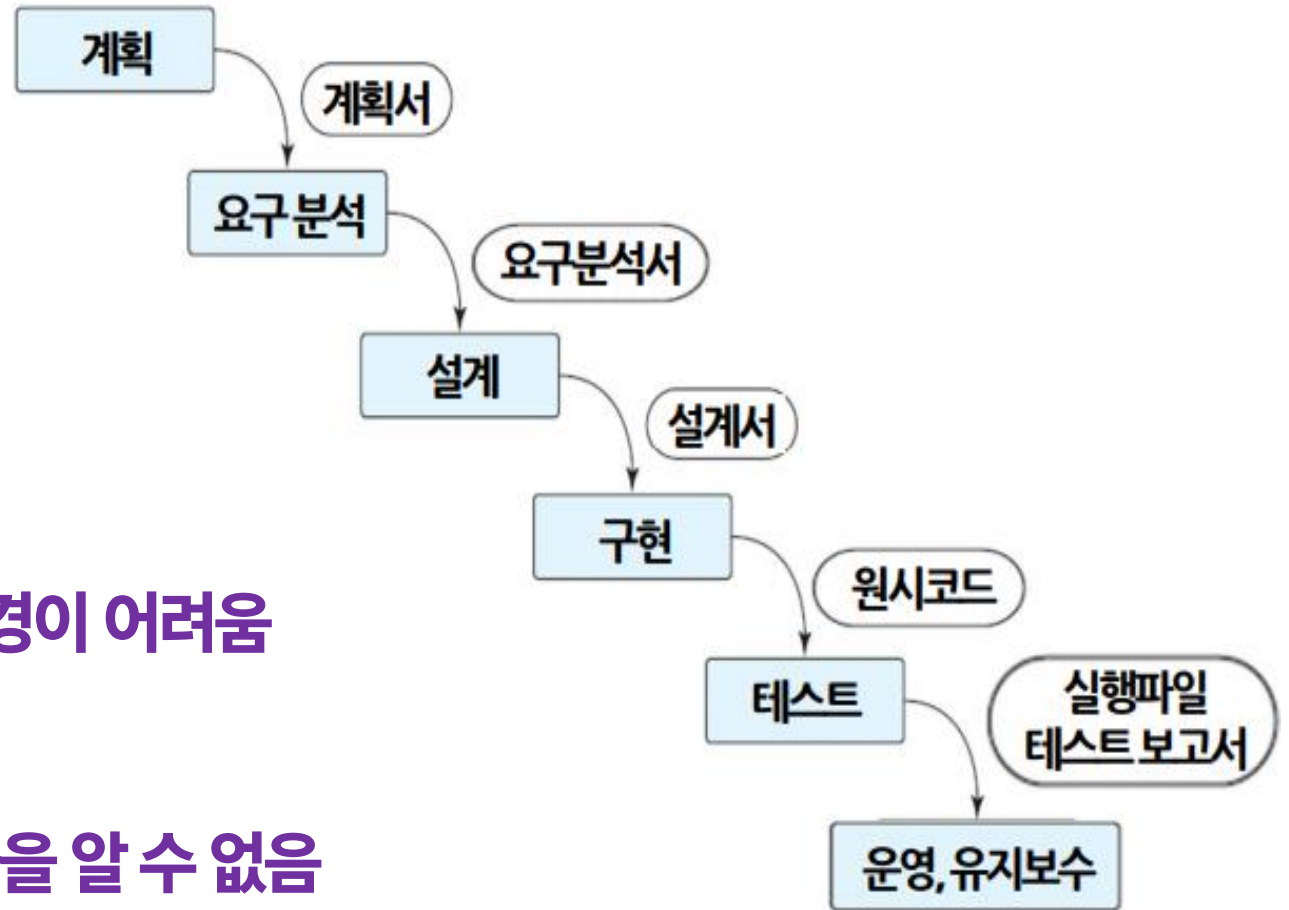 계획
계획서
요구 분석
요구분석서
설계
설계서
구현
원시코드
경이 어려움
테스트
실행파일
테스트 보고서
을 알 수 없음
운영, 유지보수